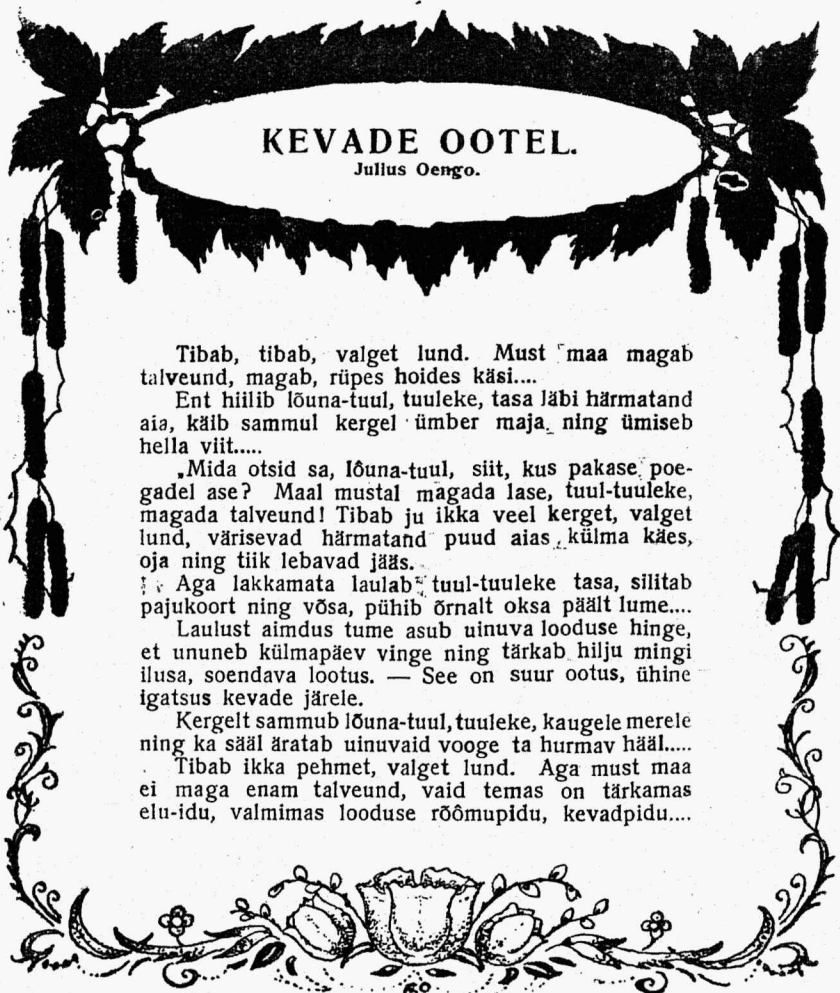 KEVADE OOTEL.
Julius Oengo.
Tibab, tibab, valget lund. Must maa magab
talveund, magab, rüpes hoides käsi....
Ent hiilib lõuna-tuul, tuuleke, tasa läbi härmatand
aia, käib sammul kergel ümber maja, ning ümiseb
hella viit.....
„Mida otsid sa, lõuna-tuul, siit, kus pakase poe-
gadel ase? Maal mustal magada lase, tuul-tuuleke,
magada talveund! Tibab ju ikka veel kerget, valget
lund, värisevad härmatand puud aias külma käes,
oja ning tiik lebavad jääs.
Aga lakkamata laulab tuul-tuuleke tasa, silitab
pajukoort ning võsa, pühib õrnalt oksa päält lume....
Laulust aimdus tume asub uinuva looduse hinge,
et ununeb külmapäev vinge ning tärkab hilju mingi
ilusa, soendava lootus. — See on suur ootus, ühine
igatsus kevade järele.
Kergelt sammub lõuna-tuul, tuuleke, kaugele merele
ning ka sääl äratab uinuvaid vooge ta hurmav hääl.....
Tibab ikka pehmet, valget lund. Aga must maa
ei maga enam talveund, vaid temas on tärkamas
elu-idu, valmimas looduse rõõmupidu, kevadpidu....